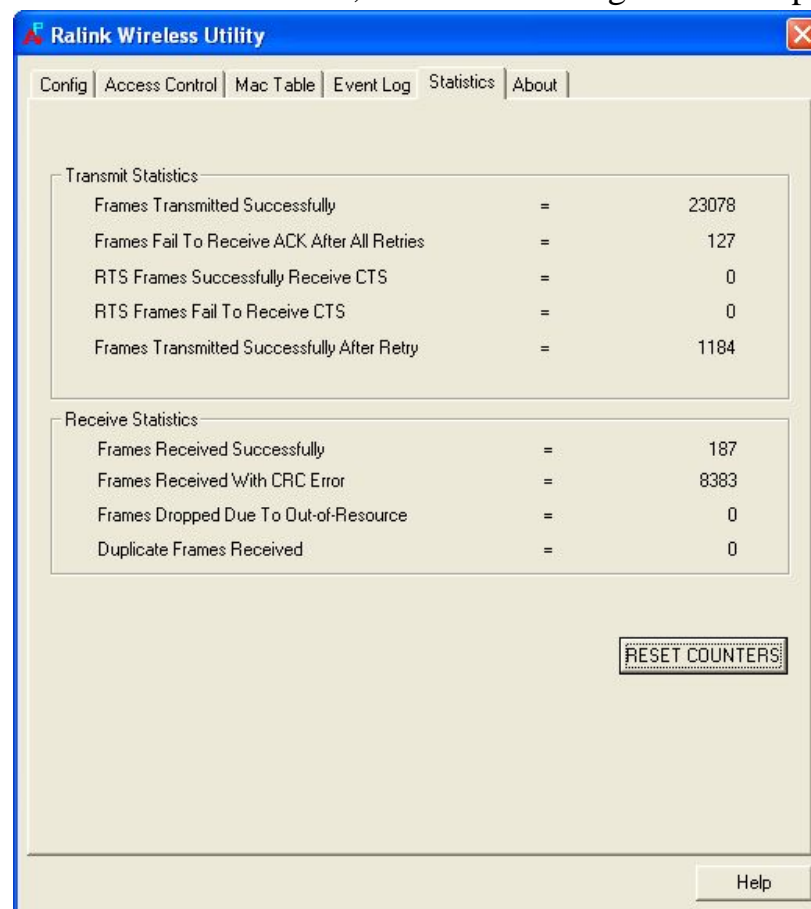 Ralink Wireless Utility
Config Access Control Mac Table Event Log Statistics About
Transmit Statistics
Frames Transmitted Successfully = 23078
Frames Fail To Receive ACK After All Retries = 127
RTS Frames Successfully Receive CTS = 0
RTS Frames Fail To Receive CTS = 0
Frames Transmitted Successfully After Retry = 1184
Receive Statistics
Frames Received Successfully = 187
Frames Received With CRC Error = 8383
Frames Dropped Due To Out-of-Resource = 0
Duplicate Frames Received = 0
RESET COUNTERS
Help